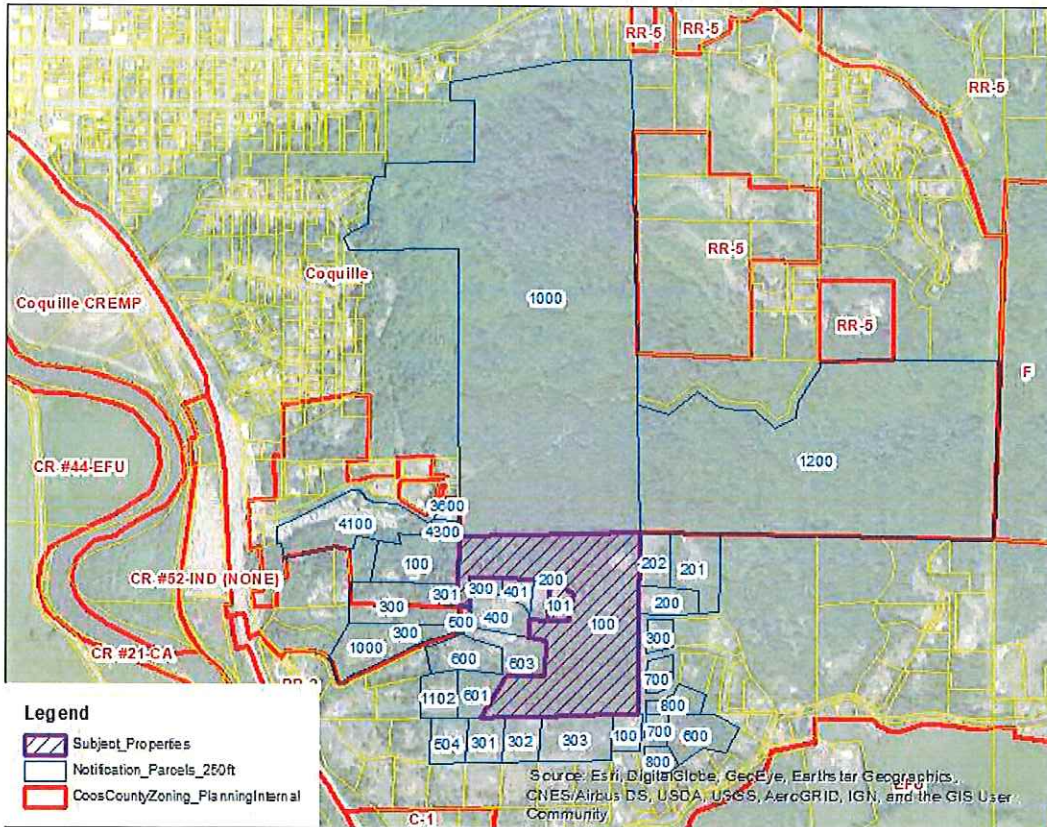 RR-5
RR-5
RR-5
RR-5
RR-5
Coquille
Coquille CREMP
1000
F
CR #44-EFU
1200
3600
4100
4300
100
202
201
CR #52-IND (NONE)
301
300
401
200
101
200
300
400
100
500
300
300
1000
CR #21-CA
600
603
700
1102
601
800
504
301
302
303
100
700
600
800
EFU
C-1
Legend
Subject_Properties
Notification_Parcels_250ft
CoosCountyZoning_PlanningInternal
Source: Esri, DigitalGlobe, GeoEye, Earthstar Geographics,
CNES/Airbus DS, USDA, USGS, AeroGRID, IGN, and the GIS User
Community